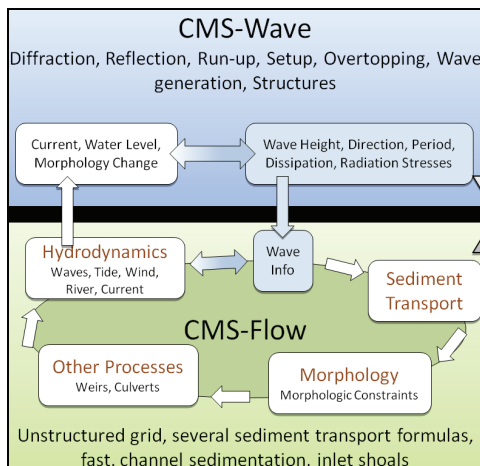 CMS-Wave
Diffraction, Reflection, Run-up, Setup, Overtopping, Wave
generation, Structures
Current, Water Level,
Morphology Change
Wave Height, Direction, Period,
Dissipation, Radiation Stresses
Hydrodynamics
Waves, Tide, Wind,
River, Current
Wave
Info
Sediment
Transport
CMS-Flow
Other Processes
Weirs, Culverts
Morphology
Morphologic Constraints
Unstructured grid, several sediment transport formulas,
fast, channel sedimentation, inlet shoals